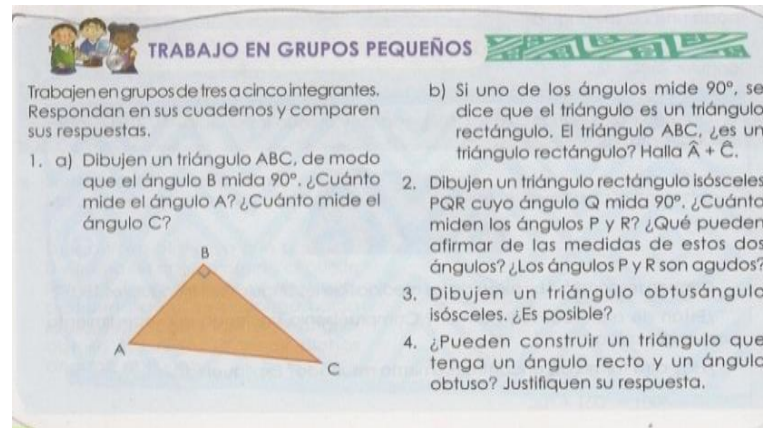 TRABAJO EN GRUPOS PEQUEÑOS
Trabajen en grupos de tres a cinco integrantes.
Respondan en sus cuadernos y comparen
sus respuestas.
1. a) Dibujen un triángulo ABC, de modo
que el ángulo B mida 90°. ¿Cuánto
mide el ángulo A? ¿Cuánto mide el
ángulo C?
B
A
C
b) Si uno de los ángulos mide 90°, se
dice que el triángulo es un triángulo
rectángulo. El triángulo ABC, ¿es un
triángulo rectángulo? Halla Â + Ĉ.
2. Dibujen un triángulo rectángulo isósceles
PQR cuyo ángulo Q mida 90°. ¿Cuánto
miden los ángulos P y R? ¿Qué pueden
afirmar de las medidas de estos dos
ángulos? ¿Los ángulos P y R son agudos?
3. Dibujen un triángulo obtusángulo
isósceles. ¿Es posible?
4. ¿Pueden construir un triángulo que
tenga un ángulo recto y un ángulo
obtuso? Justifiquen su respuesta.